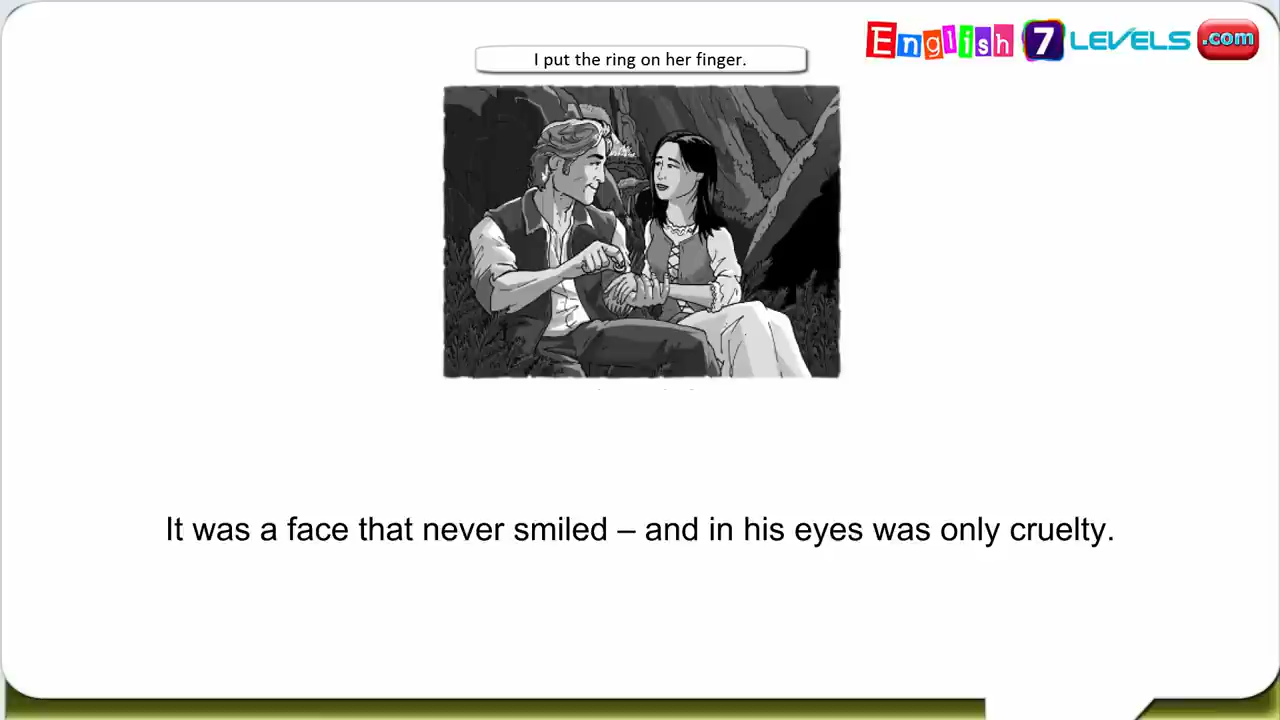 English 7 LEVELS .com
I put the ring on her finger.
It was a face that never smiled – and in his eyes was only cruelty.